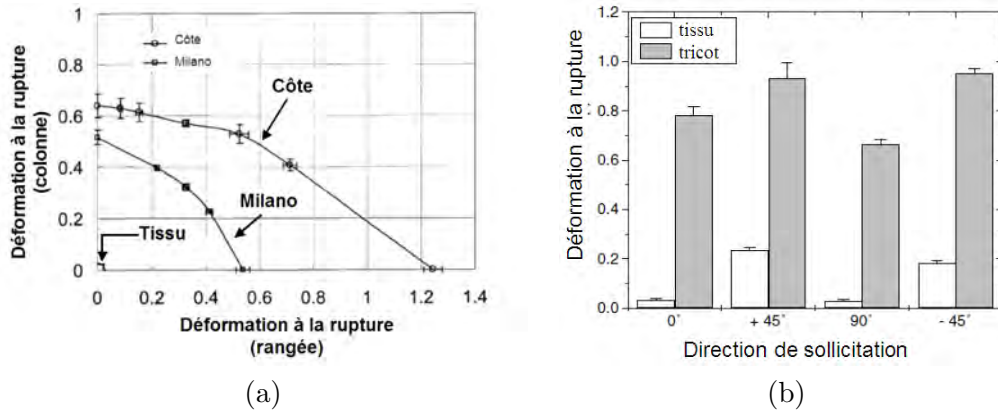 1
0.8
0.6
0.4
0.2
0
Déformation à la rupture
(colonne)
Côte
Milano
Côte
Milano
Tissu
0 0.2 0.4 0.6 0.8 1.0 1.2 1.4
Déformation à la rupture
(rangée)
(a)
1.2
1.0
0.8
0.6
0.4
0.2
0.0
Déformation à la rupture
tissu
tricot
0° + 45° 90° - 45°
Direction de sollicitation
(b)